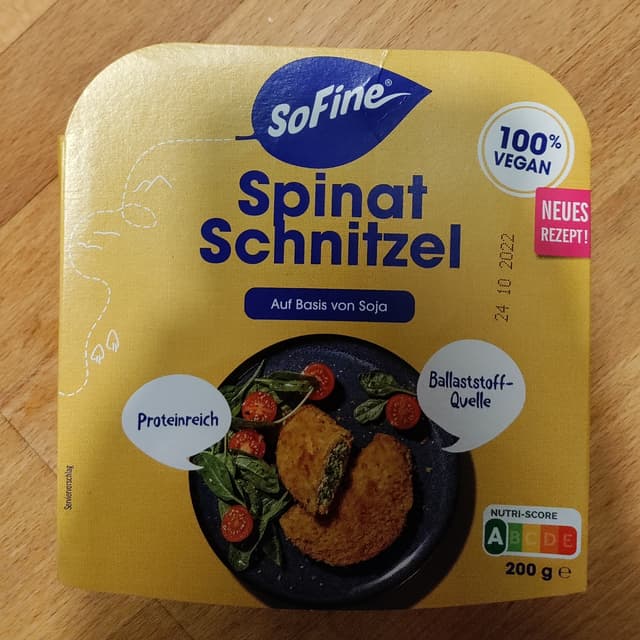 SoFine®
100%
VEGAN
Spinat
Schnitzel
NEUES
REZEPT!
24 10 2022
Auf Basis von Soja
Ballaststoff-
Quelle
Proteinreich
Serviervorschlag
NUTRI-SCORE
A B C D E
200 g ℮